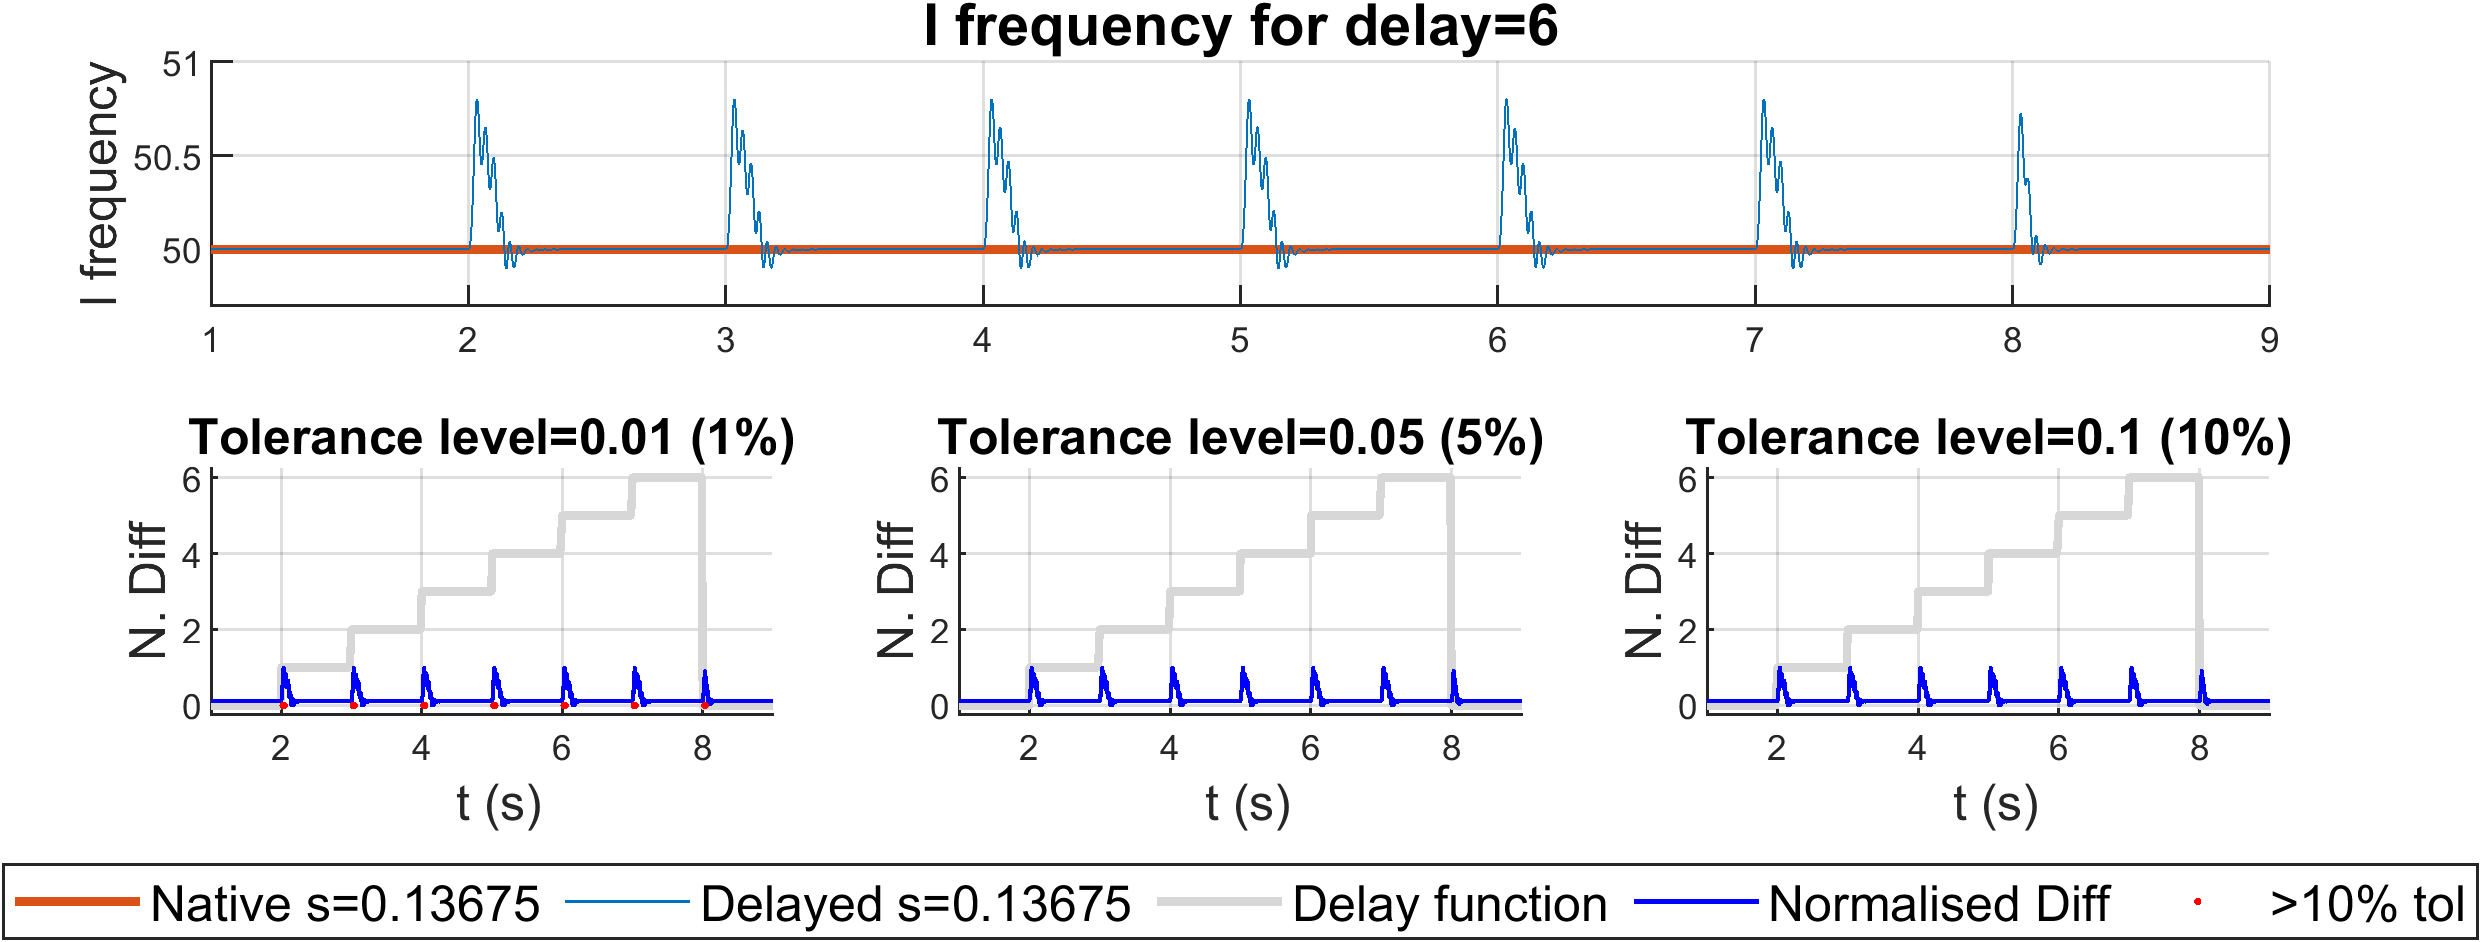 I frequency for delay=6
I frequency
51
50.5
50
1 2 3 4 5 6 7 8 9
Tolerance level=0.01 (1%)
N. Diff
6
4
2
0
2 4 6 8
t (s)
Tolerance level=0.05 (5%)
N. Diff
6
4
2
0
2 4 6 8
t (s)
Tolerance level=0.1 (10%)
N. Diff
6
4
2
0
2 4 6 8
t (s)
Native s=0.13675 Delayed s=0.13675 Delay function Normalised Diff >10% tol